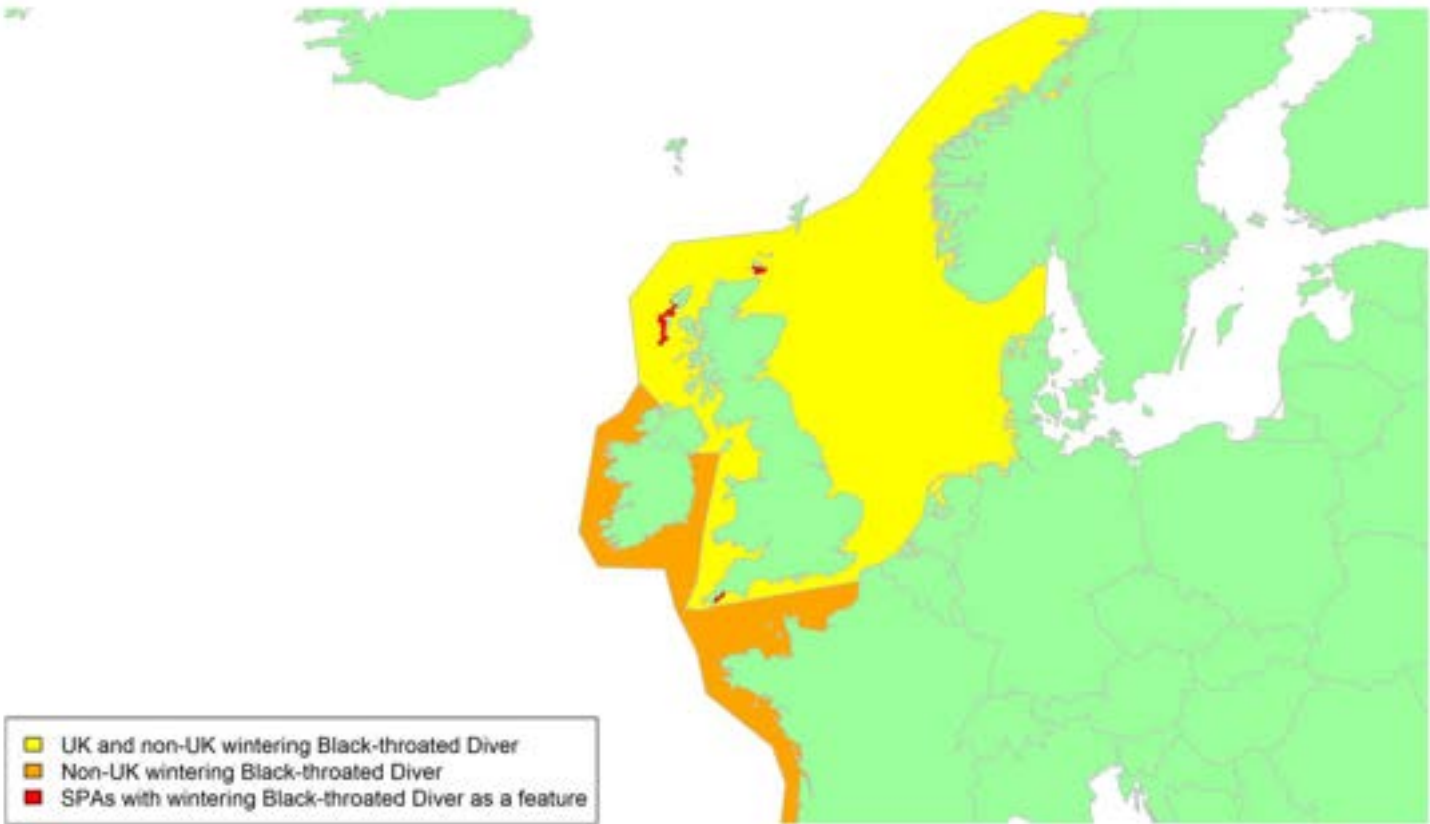 UK and non-UK wintering Black-throated Diver
Non-UK wintering Black-throated Diver
SPAs with wintering Black-throated Diver as a feature